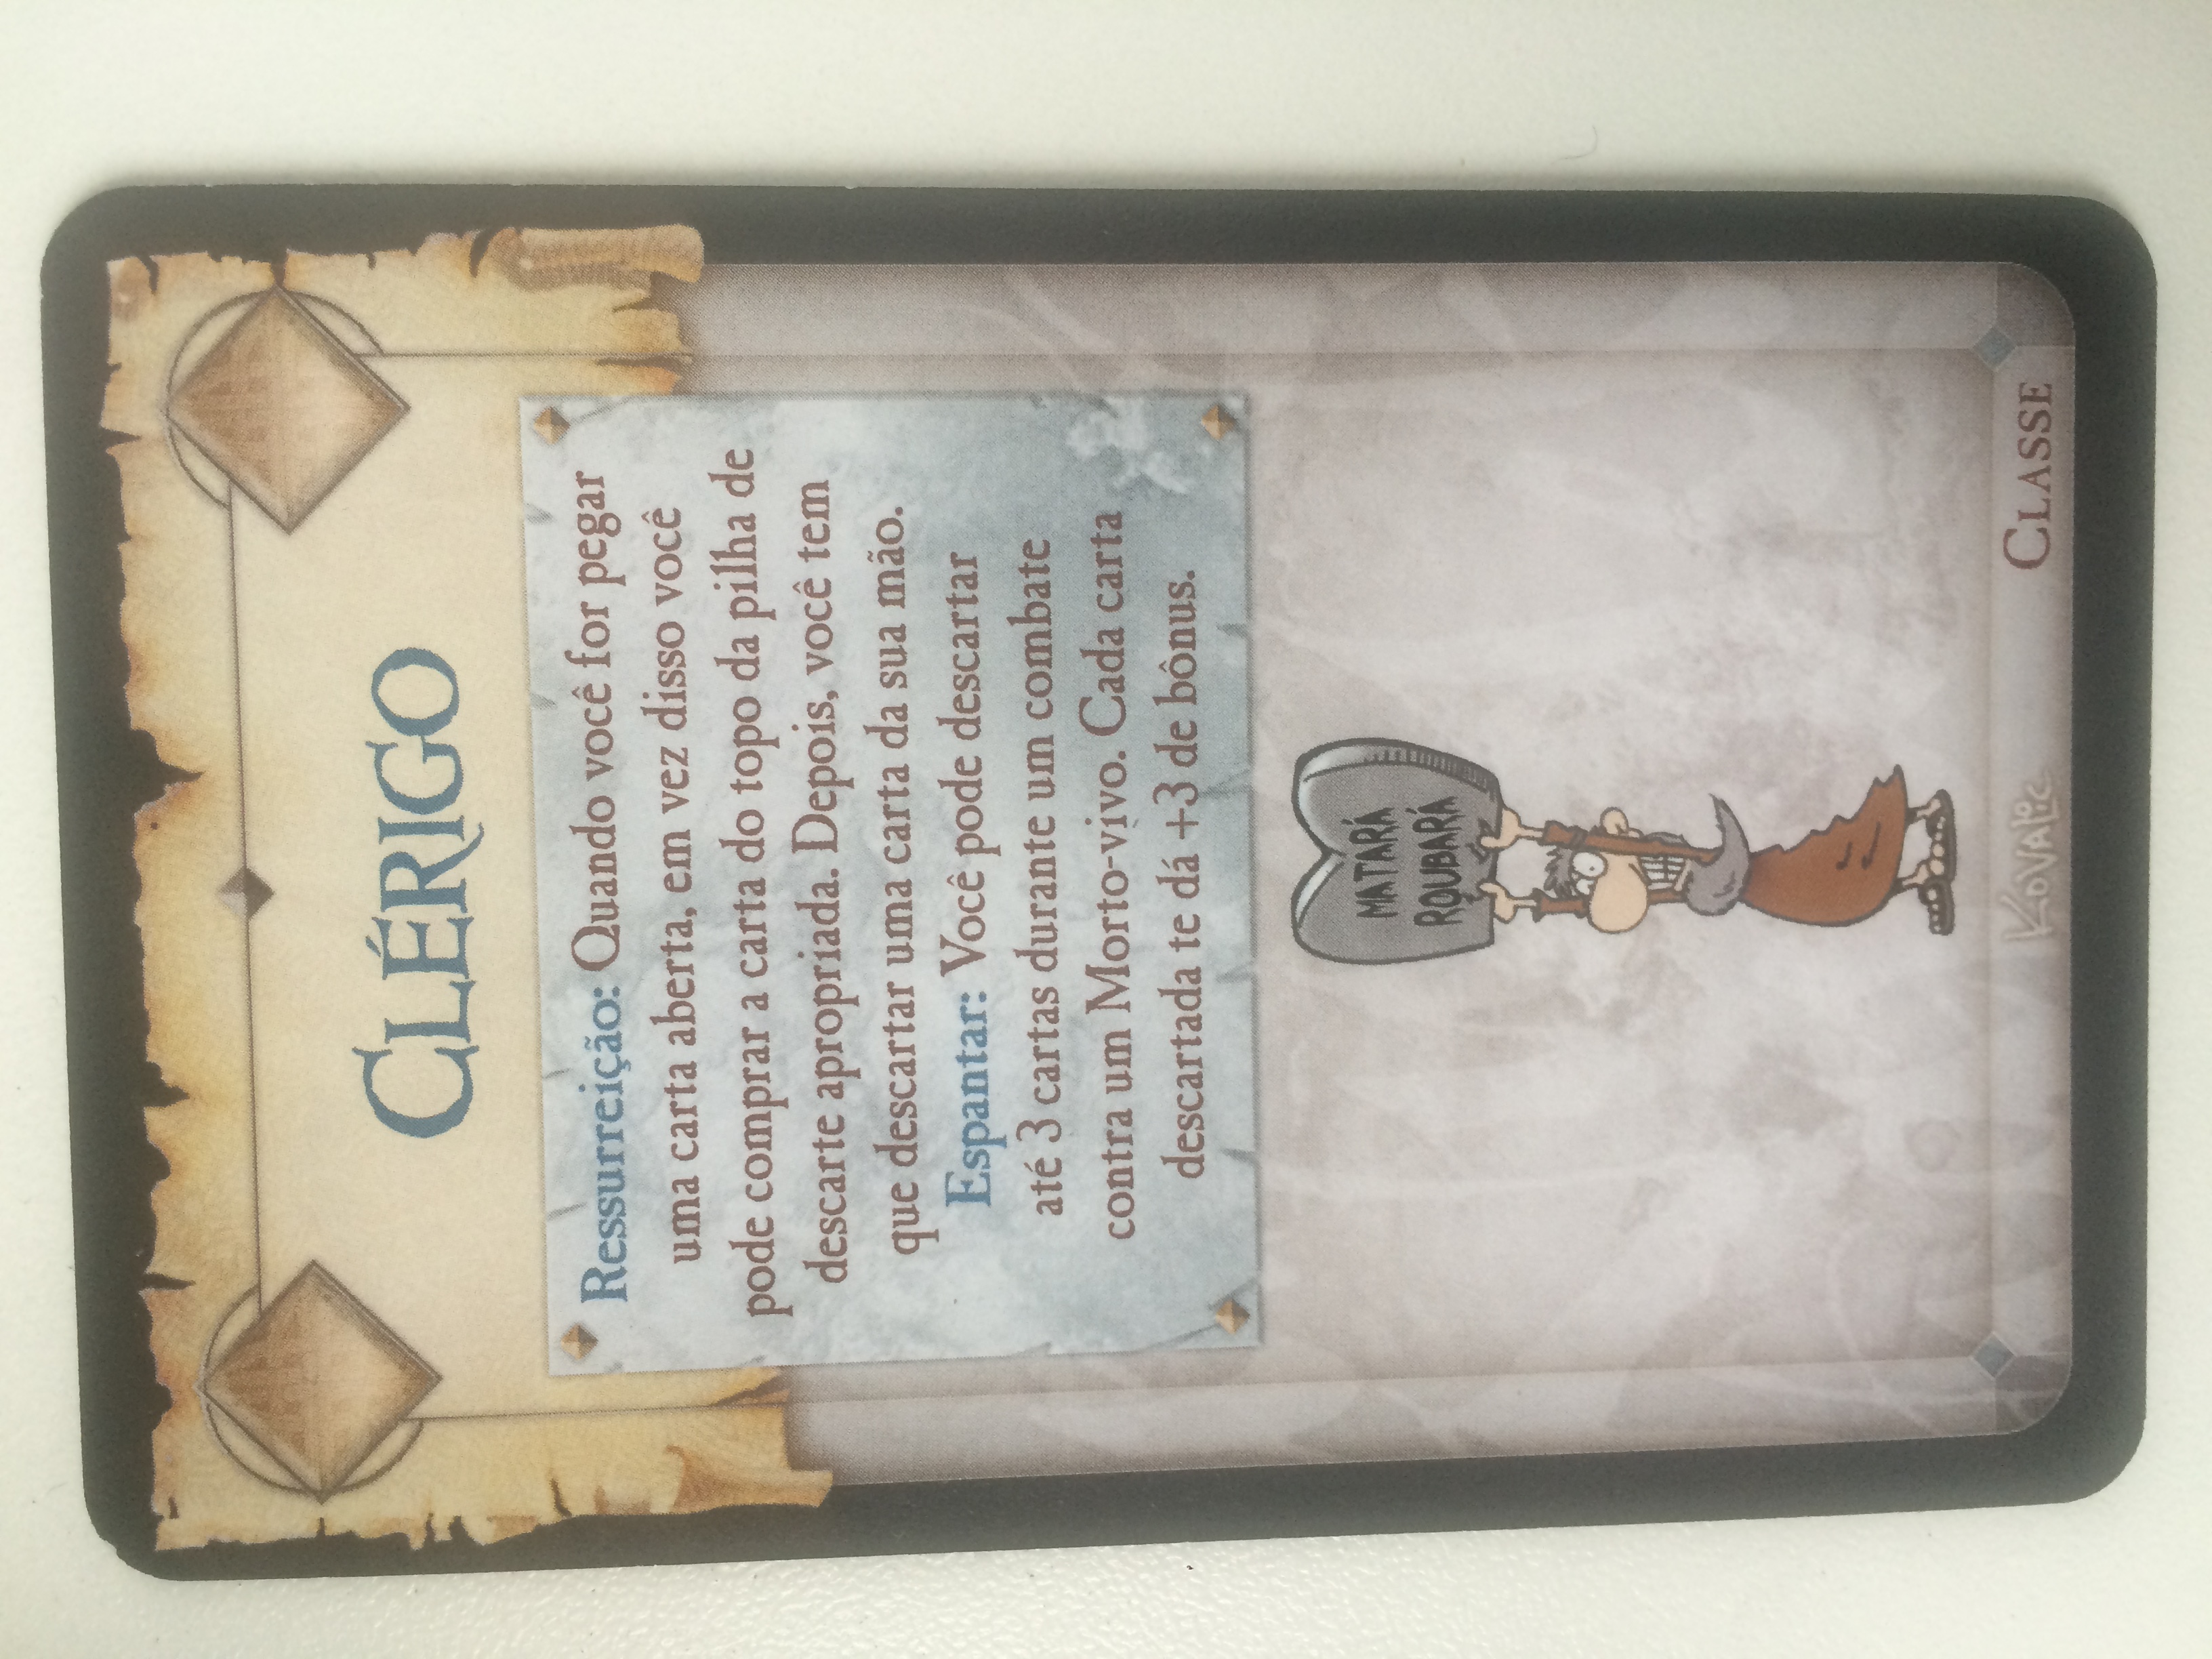 CLÉRIGO
Ressurreição: Quando você for pegar
uma carta aberta, em vez disso você
pode comprar a carta do topo da pilha de
descarte apropriada. Depois, você tem
que descartar uma carta da sua mão.
Espantar: Você pode descartar
até 3 cartas durante um combate
contra um Morto-vivo. Cada carta
descartada te dá +3 de bônus.
MATARÁ
ROUBARÁ
KOVALIC
CLASSE